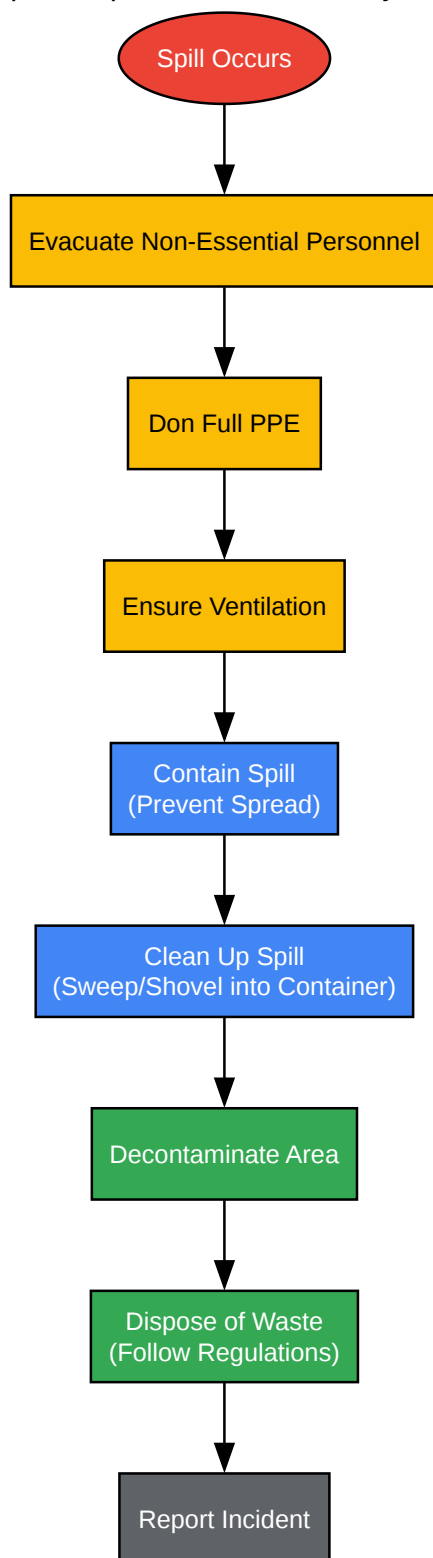 Spill Occurs
Evacuate Non-Essential Personnel
Don Full PPE
Ensure Ventilation
Contain Spill
(Prevent Spread)
Clean Up Spill
(Sweep/Shovel into Container)
Decontaminate Area
Dispose of Waste
(Follow Regulations)
Report Incident